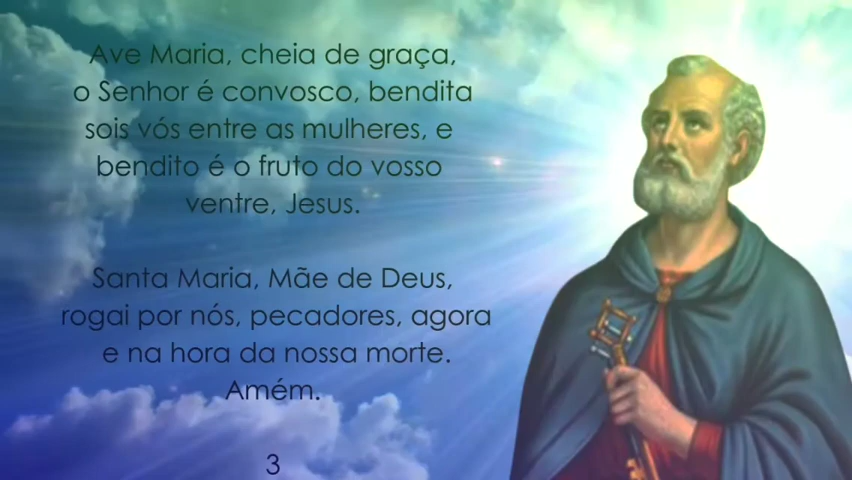 Ave Maria, cheia de graça,
o Senhor é convosco, bendita
sois vós entre as mulheres, e
bendito é o fruto do vosso
ventre, Jesus.
Santa Maria, Mãe de Deus,
rogai por nós, pecadores, agora
e na hora da nossa morte.
Amém.
3